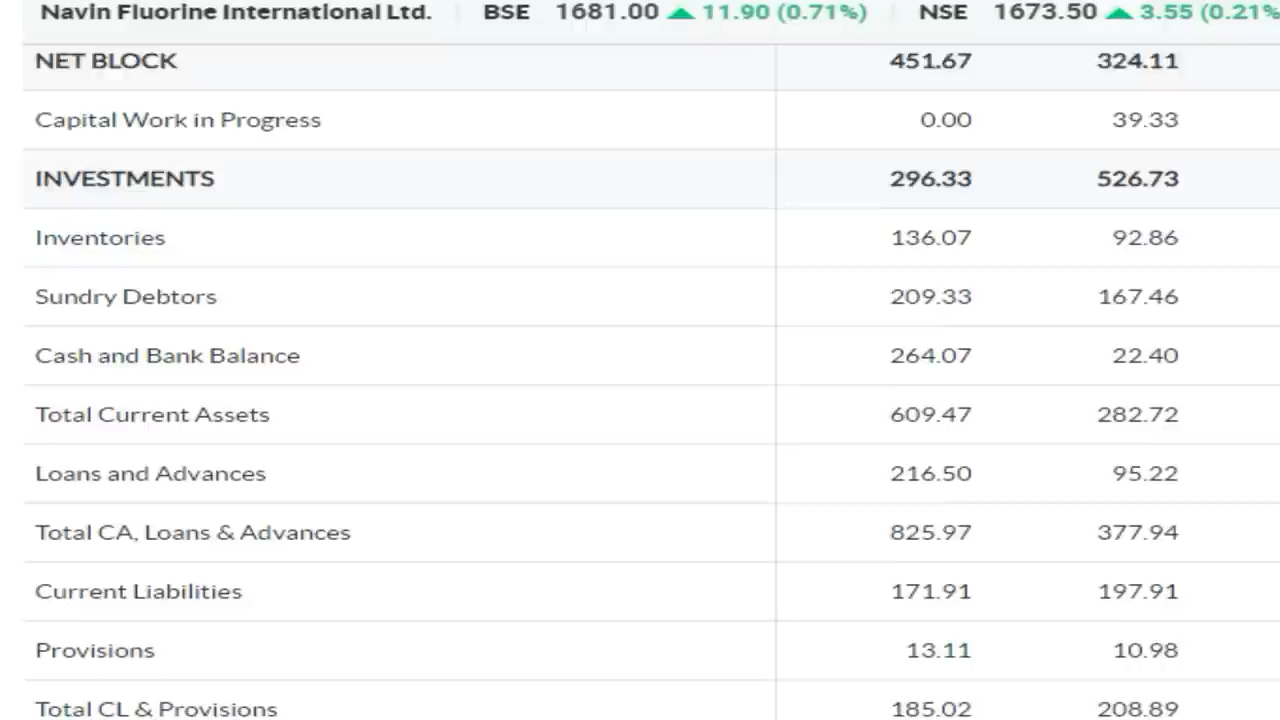 Navin Fluorine International Ltd. BSE 1681.00 ▲ 11.90 (0.71%) NSE 1673.50 ▲ 3.55 (0.21%
NET BLOCK 451.67 324.11
Capital Work in Progress 0.00 39.33
INVESTMENTS 296.33 526.73
Inventories 136.07 92.86
Sundry Debtors 209.33 167.46
Cash and Bank Balance 264.07 22.40
Total Current Assets 609.47 282.72
Loans and Advances 216.50 95.22
Total CA, Loans & Advances 825.97 377.94
Current Liabilities 171.91 197.91
Provisions 13.11 10.98
Total CL & Provisions 185.02 208.89